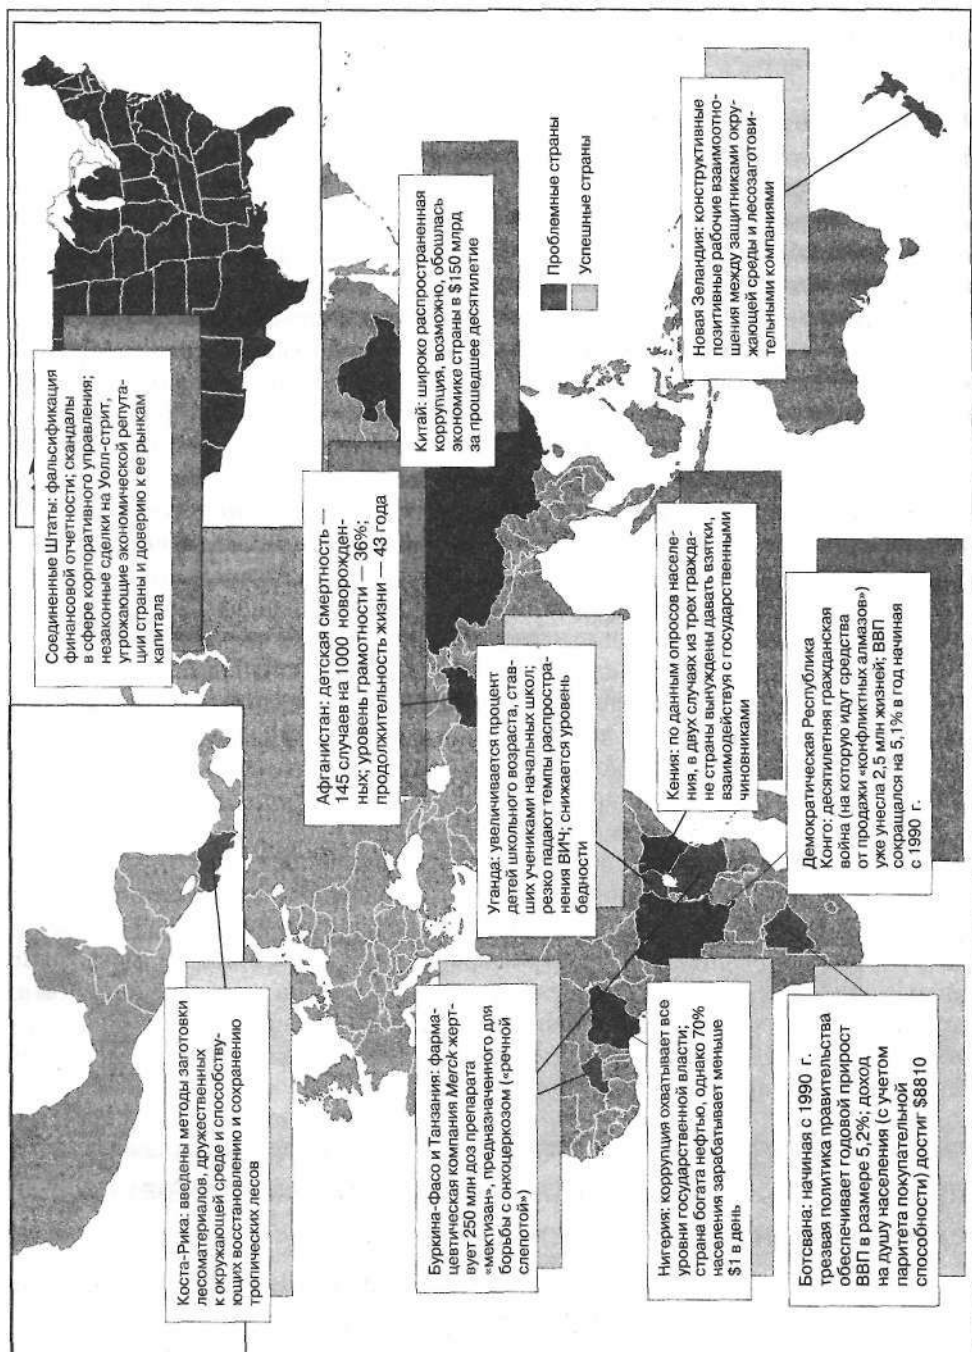 Соединенные Штаты: фальсификация
финансовой отчетности; скандалы
в сфере корпоративного управления;
незаконные сделки на Уолл-стрит,
угрожающие экономической репута-
ции страны и доверию к ее рынкам
капитала
Коста-Рика: введены методы заготовки
лесоматериалов, дружественных
к окружающей среде и способству-
ющих восстановлению и сохранению
тропических лесов
Афганистан: детская смертность —
145 случаев на 1000 новорожден-
ных; уровень грамотности — 36%;
продолжительность жизни — 43 года
Китай: широко распространенная
коррупция, возможно, обошлась
экономике страны в $150 млрд
за прошедшее десятилетие
Буркина-Фасо и Танзания: фарма-
цевтическая компания Merck жерт-
вует 250 млн доз препарата
«мектизан», предназначенного для
борьбы с онхоцеркозом («речной
слепотой»)
Уганда: увеличивается процент
детей школьного возраста, став-
ших учениками начальных школ;
резко падают темпы распростра-
нения ВИЧ; снижается уровень
бедности
Проблемные страны
Успешные страны
Нигерия: коррупция охватывает все
уровни государственной власти;
страна богата нефтью, однако 70%
населения зарабатывает меньше
$1 в день
Кения: по данным опросов населе-
ния, в двух случаях из трех гражда-
не страны вынуждены давать взятки,
взаимодействуя с государственными
чиновниками
Новая Зеландия: конструктивные
позитивные рабочие взаимоотно-
шения между защитниками окру-
жающей среды и лесозаготови-
тельными компаниями
Ботсвана: начиная с 1990 г.
трезвая политика правительства
обеспечивает годовой прирост
ВВП в размере 5,2%; доход
на душу населения (с учетом
паритета покупательной
способности) достиг $8810
Демократическая Республика
Конго: десятилетняя гражданская
война (на которую идут средства
от продажи «конфликтных алмазов»)
уже унесла 2,5 млн жизней; ВВП
сокращался на 5,1% в год начиная
с 1990 г.